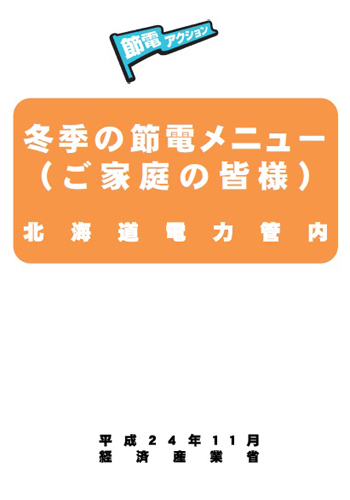 節電アクション
冬季の節電メニュー
（ご家庭の皆様）
北海道電力管内
平成24年11月
経済産業省